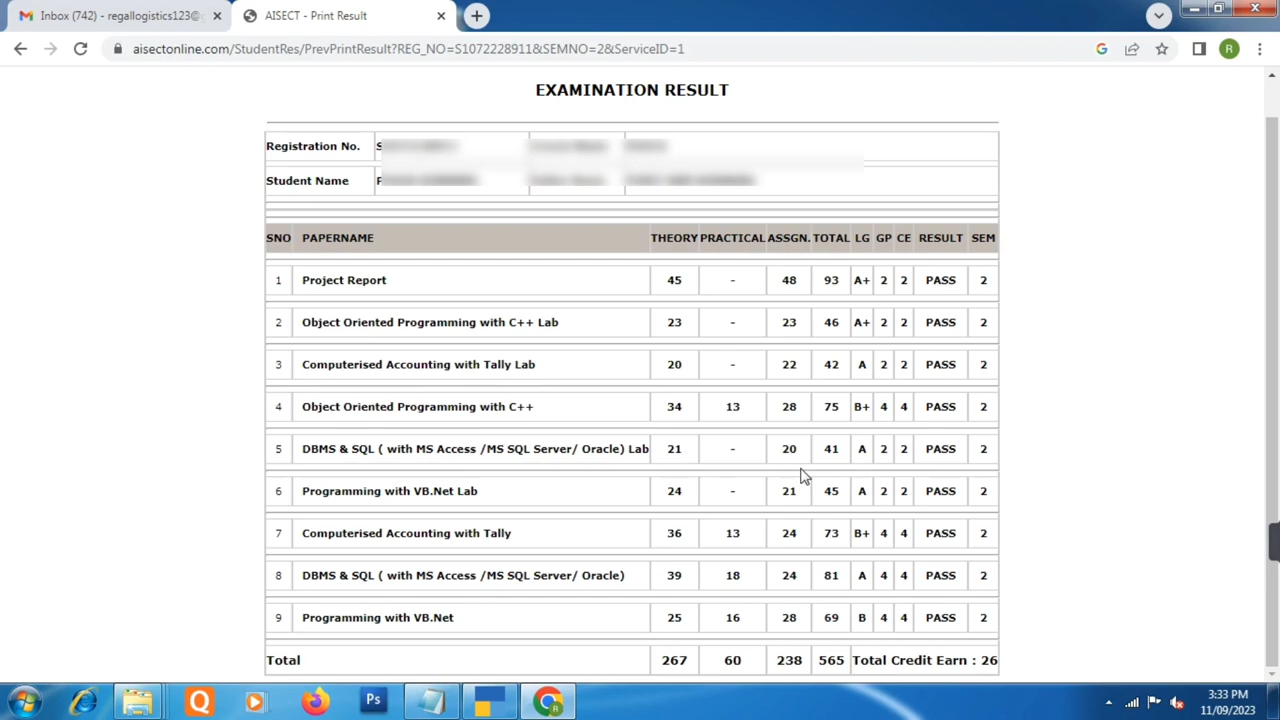 Inbox (742) - regallogistics123@g
AISECT - Print Result
aisectonline.com/StudentRes/PrevPrintResult?REG_NO=S1072228911&SEMNO=2&ServiceID=1
R
EXAMINATION RESULT
Registration No. S
Student Name P
SNO PAPERNAME THEORY PRACTICAL ASSGN. TOTAL LG GP CE RESULT SEM
1 Project Report 45 - 48 93 A+ 2 2 PASS 2
2 Object Oriented Programming with C++ Lab 23 - 23 46 A+ 2 2 PASS 2
3 Computerised Accounting with Tally Lab 20 - 22 42 A 2 2 PASS 2
4 Object Oriented Programming with C++ 34 13 28 75 B+ 4 4 PASS 2
5 DBMS & SQL ( with MS Access /MS SQL Server/ Oracle) Lab 21 - 20 41 A 2 2 PASS 2
6 Programming with VB.Net Lab 24 - 21 45 A 2 2 PASS 2
7 Computerised Accounting with Tally 36 13 24 73 B+ 4 4 PASS 2
8 DBMS & SQL ( with MS Access /MS SQL Server/ Oracle) 39 18 24 81 A 4 4 PASS 2
9 Programming with VB.Net 25 16 28 69 B 4 4 PASS 2
Total 267 60 238 565 Total Credit Earn : 26
Q
Ps
3:33 PM
11/09/2023